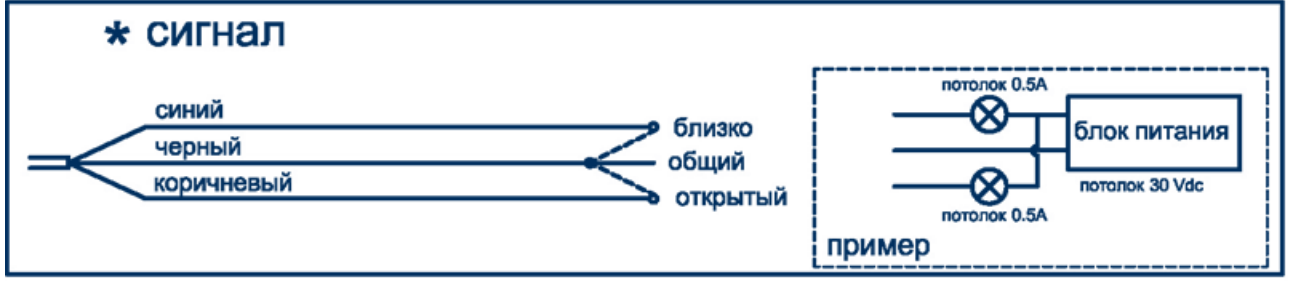 * сигнал
синий
черный
коричневый
близко
общий
открытый
потолок 0.5A
блок питания
потолок 30 Vdc
потолок 0.5A
пример